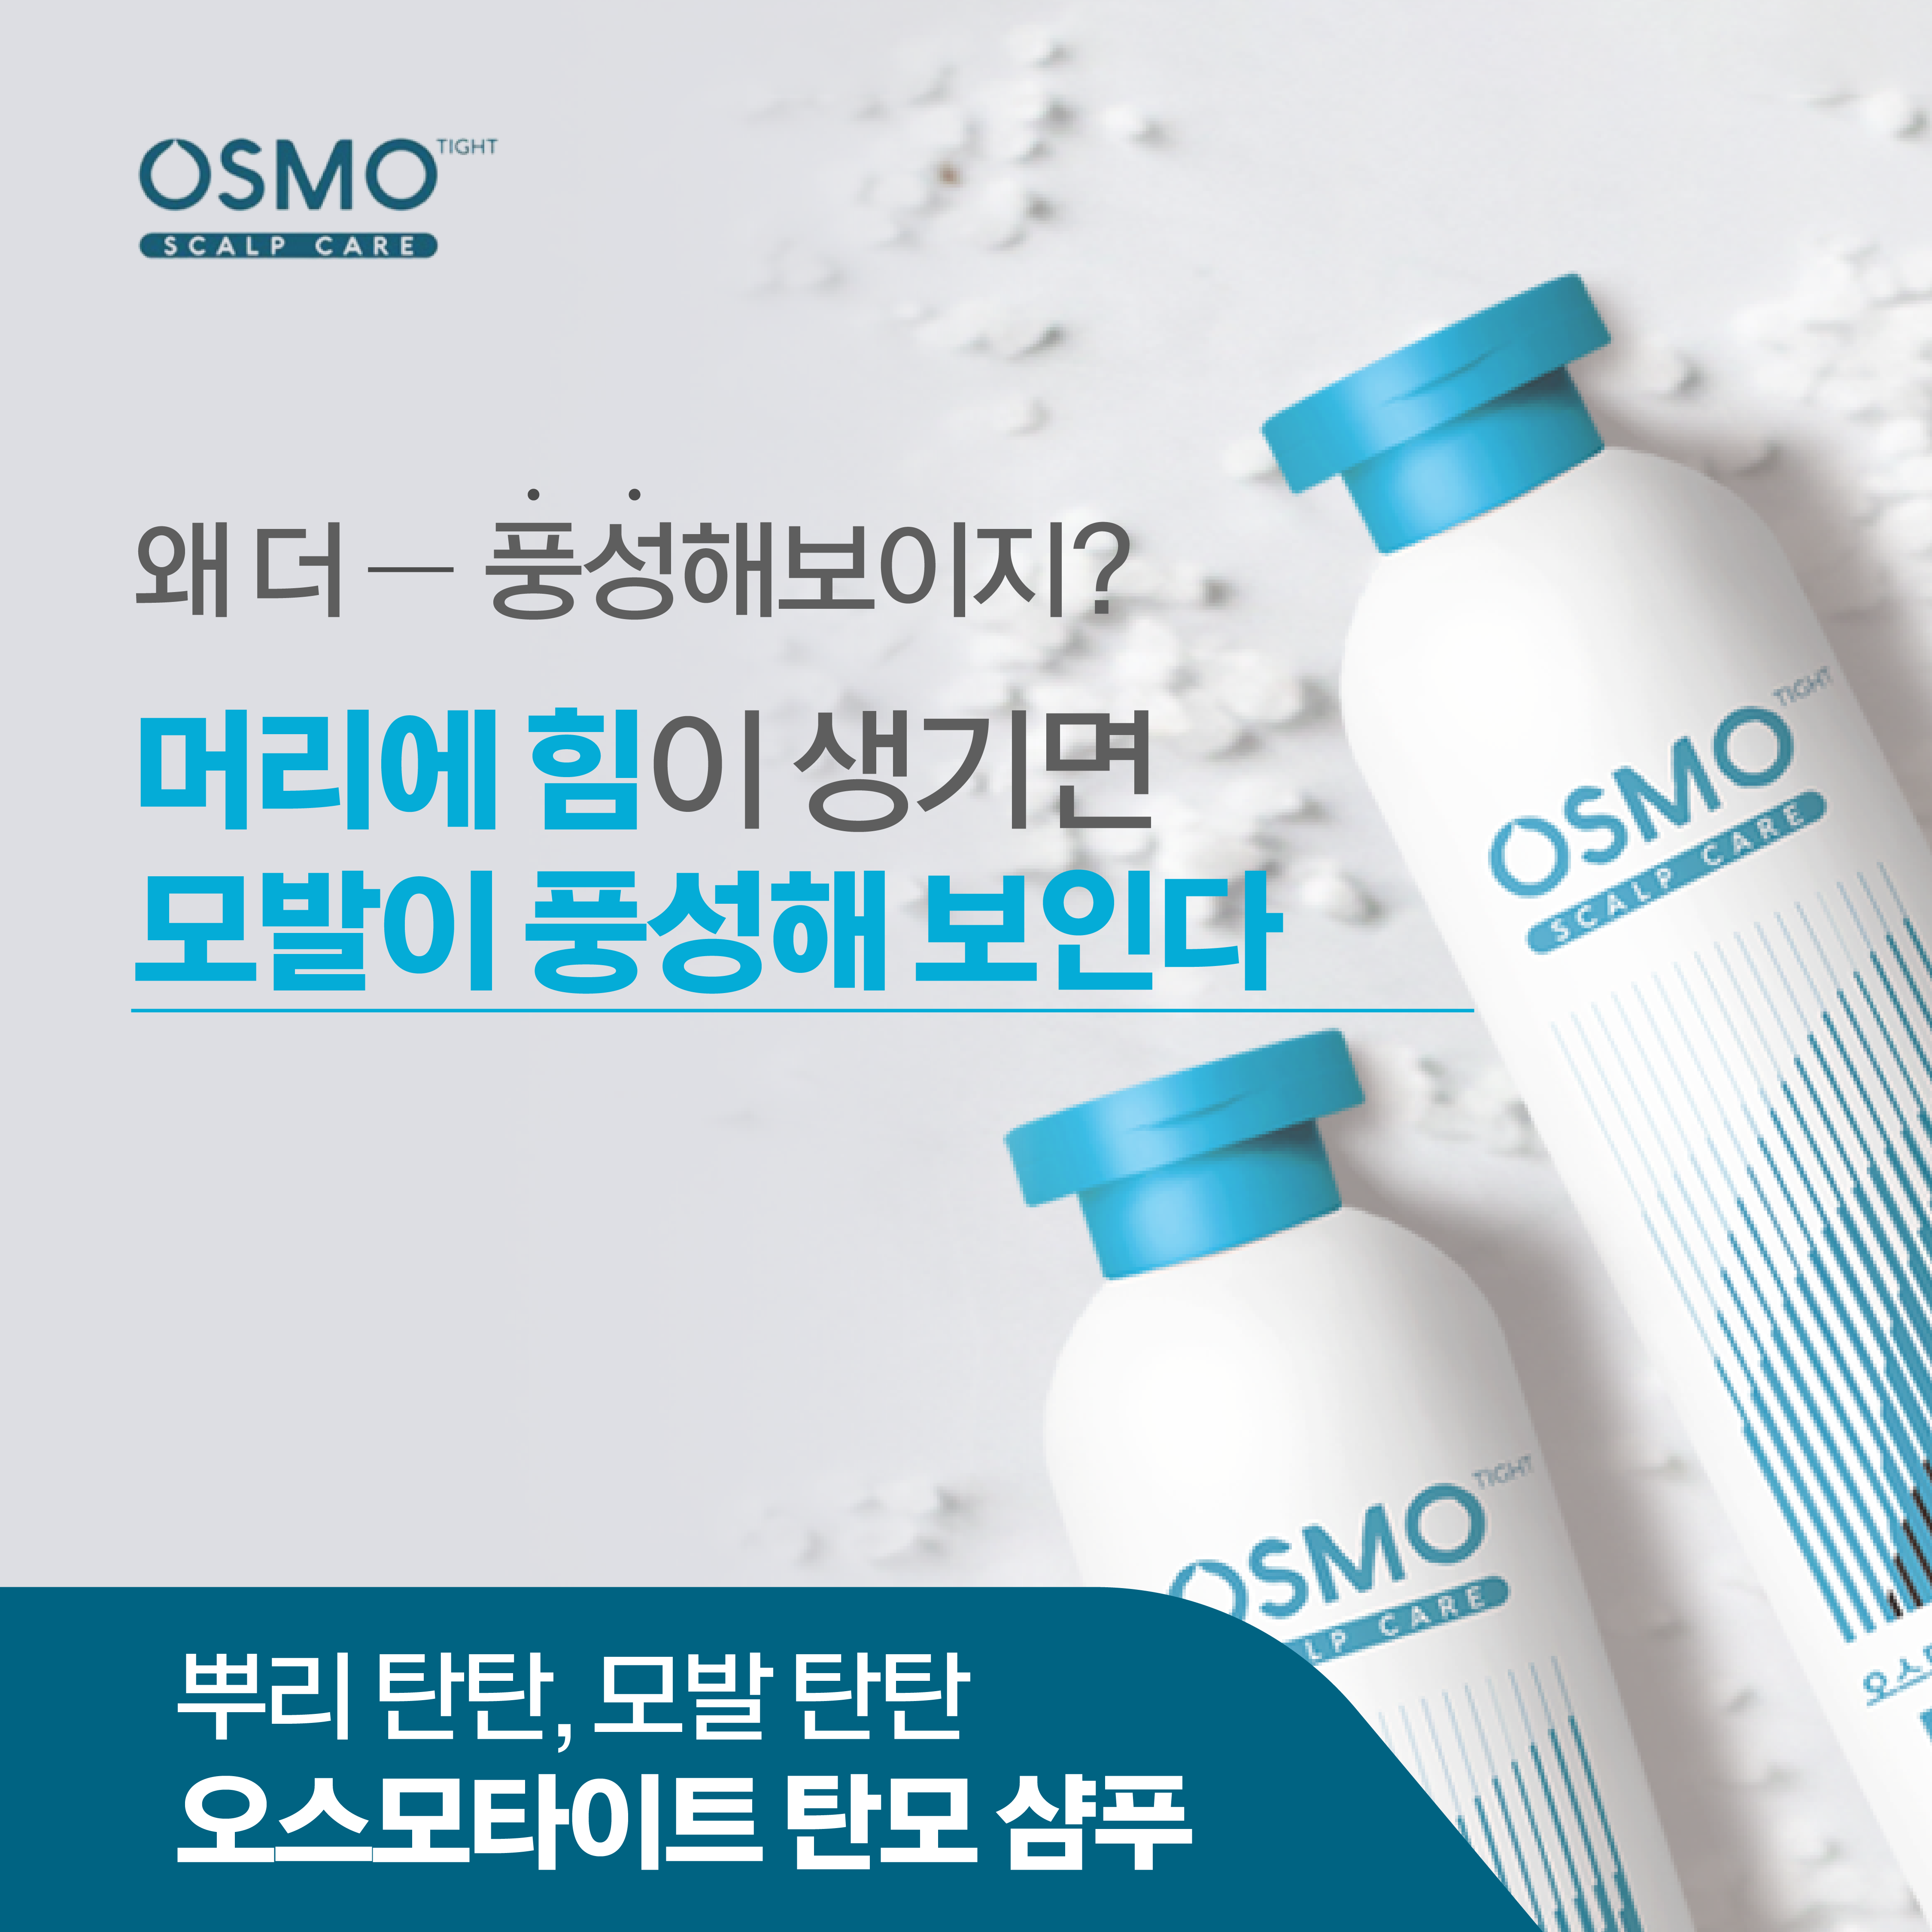 OSMO TIGHT
SCALP CARE
왜 더 — 풍성해보이지?
머리에 힘이 생기면
모발이 풍성해 보인다
OSMO TIGHT
SCALP CARE
OSMO TIGHT
CARE
뿌리 탄탄, 모발 탄탄
오스모타이트 탄모 샴푸